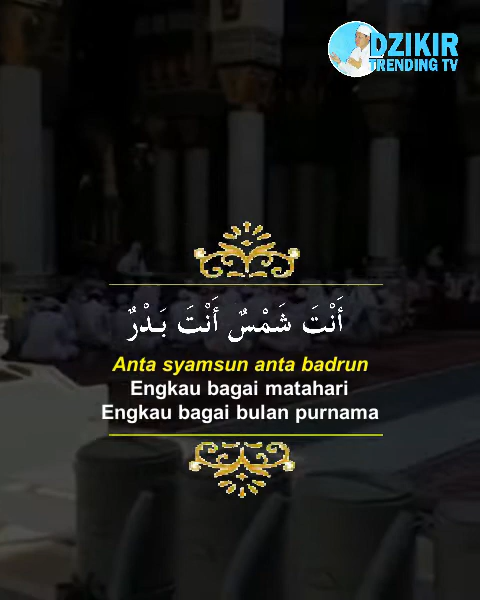 DZIKIR
TRENDING TV
أَنْتَ شَمْسٌ أَنْتَ بَدْرٌ
Anta syamsun anta badrun
Engkau bagai matahari
Engkau bagai bulan purnama